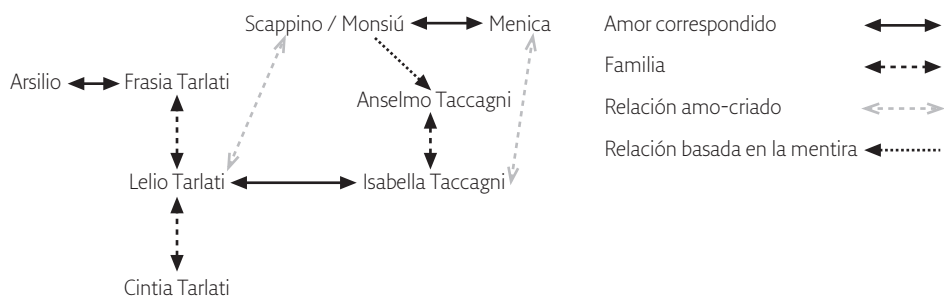 Scappino / Monsiú
Menica
Arsilio
Frasia Tarlati
Anselmo Taccagni
Lelio Tarlati
Isabella Taccagni
Cintia Tarlati
Amor correspondido
Familia
Relación amo-criado
Relación basada en la mentira